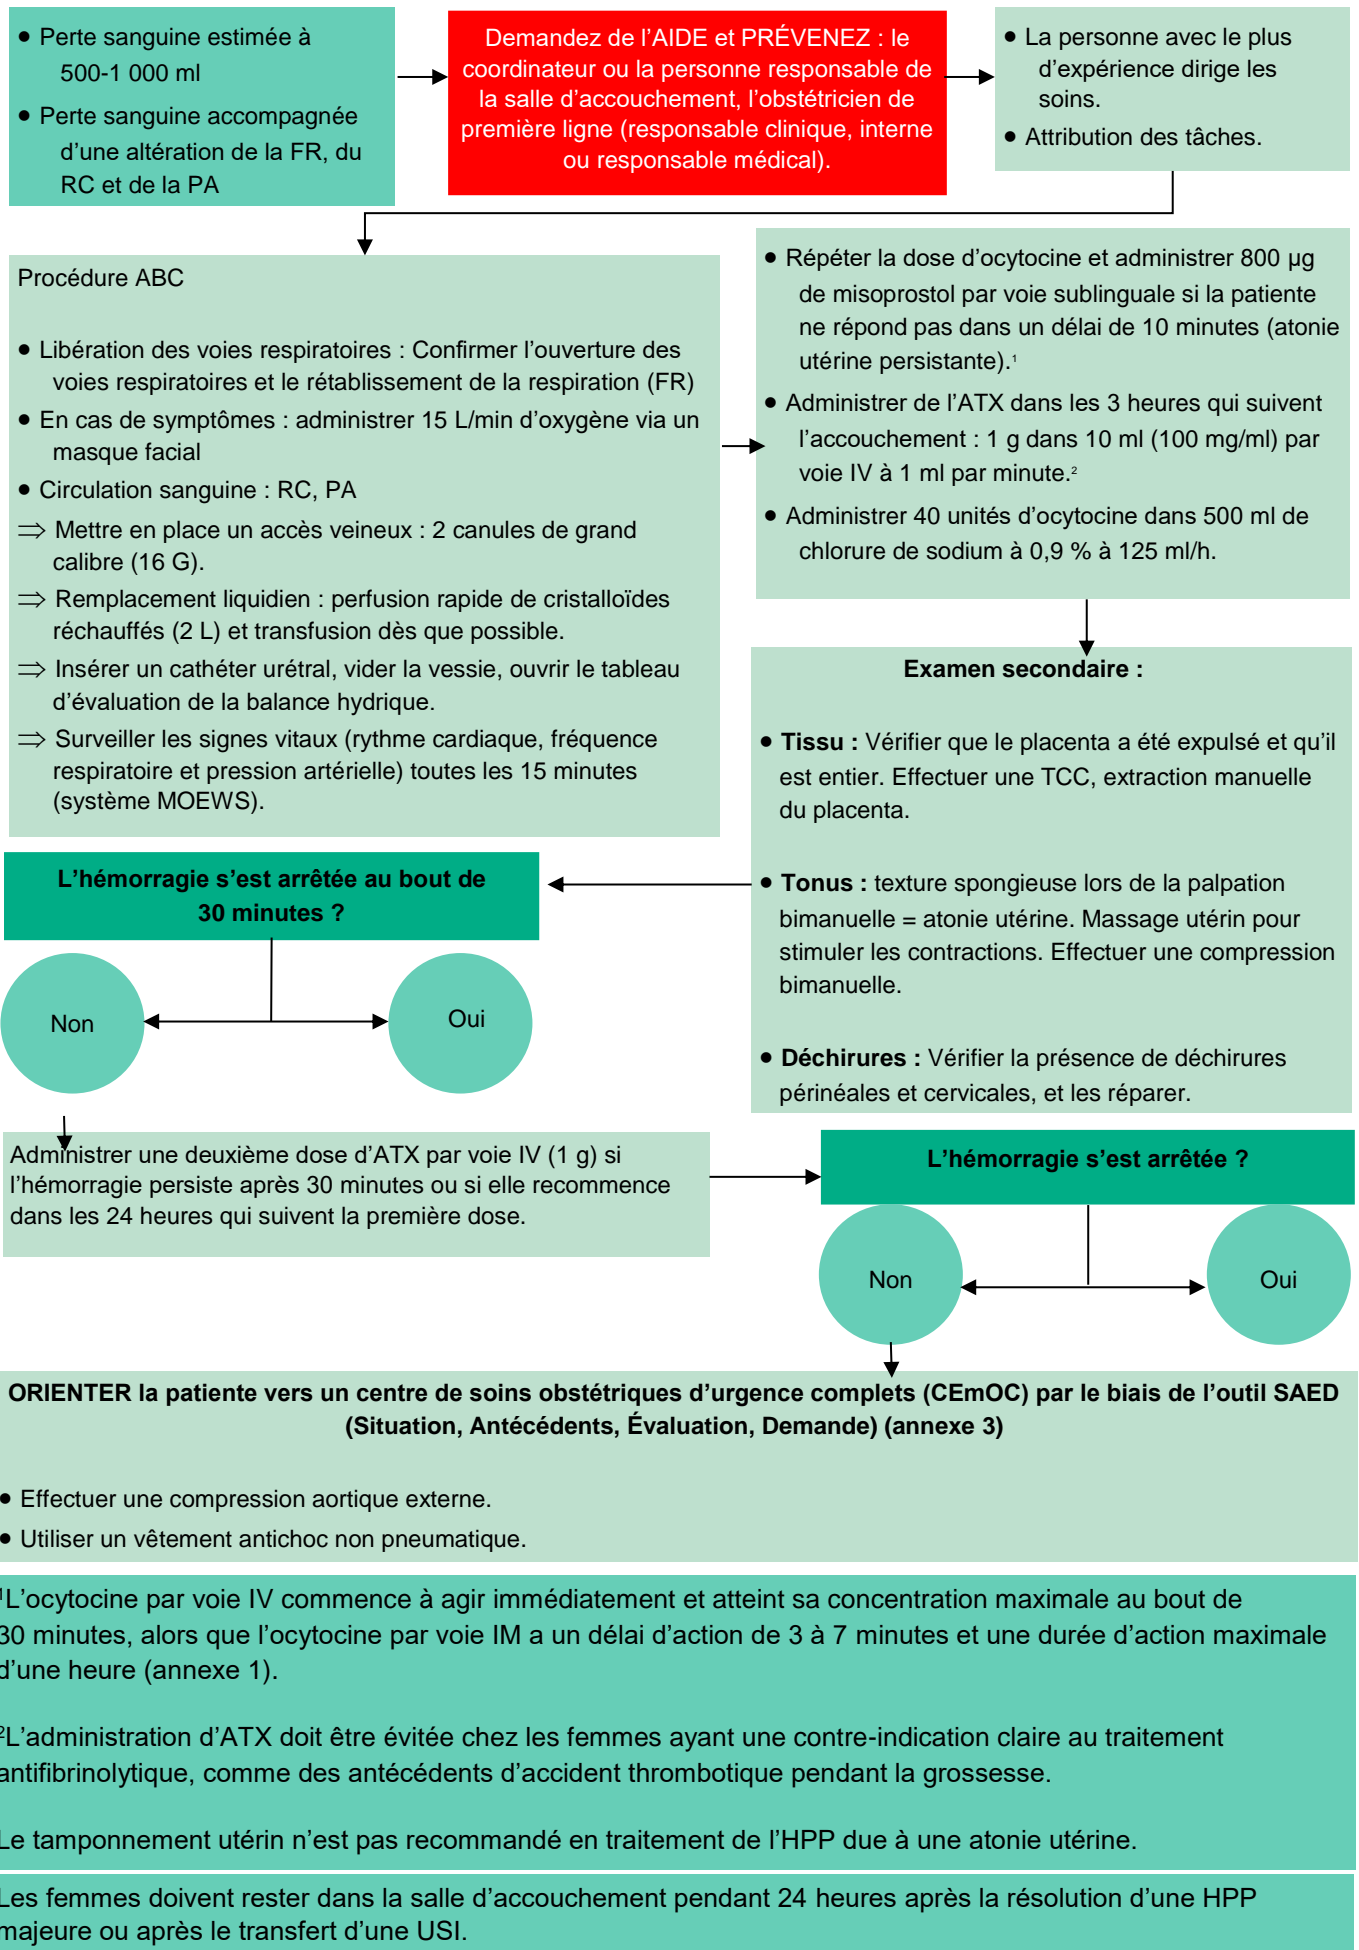 ● Perte sanguine estimée à
500-1 000 ml
● Perte sanguine accompagnée
d’une altération de la FR, du
RC et de la PA
Demandez de l’AIDE et PRÉVENEZ : le
coordinateur ou la personne responsable de
la salle d’accouchement, l’obstétricien de
première ligne (responsable clinique, interne
ou responsable médical).
● La personne avec le plus
d’expérience dirige les
soins.
● Attribution des tâches.
Procédure ABC
● Libération des voies respiratoires : Confirmer l’ouverture des
voies respiratoires et le rétablissement de la respiration (FR)
● En cas de symptômes : administrer 15 L/min d’oxygène via un
masque facial
● Circulation sanguine : RC, PA
⇒ Mettre en place un accès veineux : 2 canules de grand
calibre (16 G).
⇒ Remplacement liquidien : perfusion rapide de cristalloïdes
réchauffés (2 L) et transfusion dès que possible.
⇒ Insérer un cathéter urétral, vider la vessie, ouvrir le tableau
d’évaluation de la balance hydrique.
⇒ Surveiller les signes vitaux (rythme cardiaque, fréquence
respiratoire et pression artérielle) toutes les 15 minutes
(système MOEWS).
● Répéter la dose d’ocytocine et administrer 800 µg
de misoprostol par voie sublinguale si la patiente
ne répond pas dans un délai de 10 minutes (atonie
utérine persistante).¹
● Administrer de l’ATX dans les 3 heures qui suivent
l’accouchement : 1 g dans 10 ml (100 mg/ml) par
voie IV à 1 ml par minute.²
● Administrer 40 unités d’ocytocine dans 500 ml de
chlorure de sodium à 0,9 % à 125 ml/h.
Examen secondaire :
● Tissu : Vérifier que le placenta a été expulsé et qu’il
est entier. Effectuer une TCC, extraction manuelle
du placenta.
● Tonus : texture spongieuse lors de la palpation
bimanuelle = atonie utérine. Massage utérin pour
stimuler les contractions. Effectuer une compression
bimanuelle.
● Déchirures : Vérifier la présence de déchirures
périnéales et cervicales, et les réparer.
L’hémorragie s’est arrêtée au bout de
30 minutes ?
Non
Oui
Administrer une deuxième dose d’ATX par voie IV (1 g) si
l’hémorragie persiste après 30 minutes ou si elle recommence
dans les 24 heures qui suivent la première dose.
L’hémorragie s’est arrêtée ?
Non
Oui
ORIENTER la patiente vers un centre de soins obstétriques d’urgence complets (CEmOC) par le biais de l’outil SAED
(Situation, Antécédents, Évaluation, Demande) (annexe 3)
● Effectuer une compression aortique externe.
● Utiliser un vêtement antichoc non pneumatique.
¹L’ocytocine par voie IV commence à agir immédiatement et atteint sa concentration maximale au bout de
30 minutes, alors que l’ocytocine par voie IM a un délai d’action de 3 à 7 minutes et une durée d’action maximale
d’une heure (annexe 1).
²L’administration d’ATX doit être évitée chez les femmes ayant une contre-indication claire au traitement
antifibrinolytique, comme des antécédents d’accident thrombotique pendant la grossesse.
Le tamponnement utérin n’est pas recommandé en traitement de l’HPP due à une atonie utérine.
Les femmes doivent rester dans la salle d’accouchement pendant 24 heures après la résolution d’une HPP
majeure ou après le transfert d’une USI.